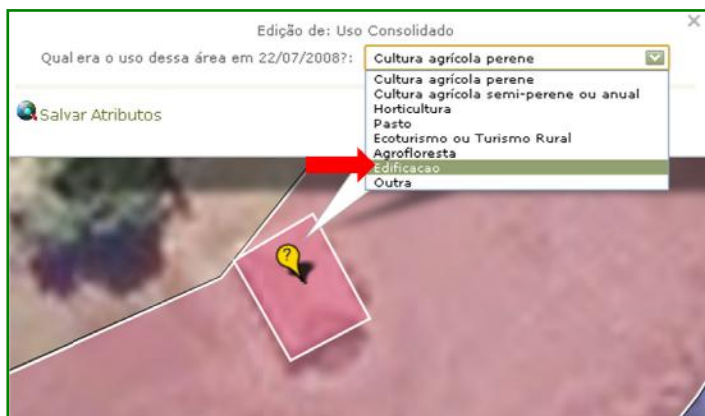 Edição de: Uso Consolidado
Qual era o uso dessa área em 22/07/2008?: Cultura agrícola perene
Cultura agrícola perene
Cultura agrícola semi-perene ou anual
Horticultura
Pasto
Ecoturismo ou Turismo Rural
Agrofloresta
Edificacao
Outra
Salvar Atributos
?